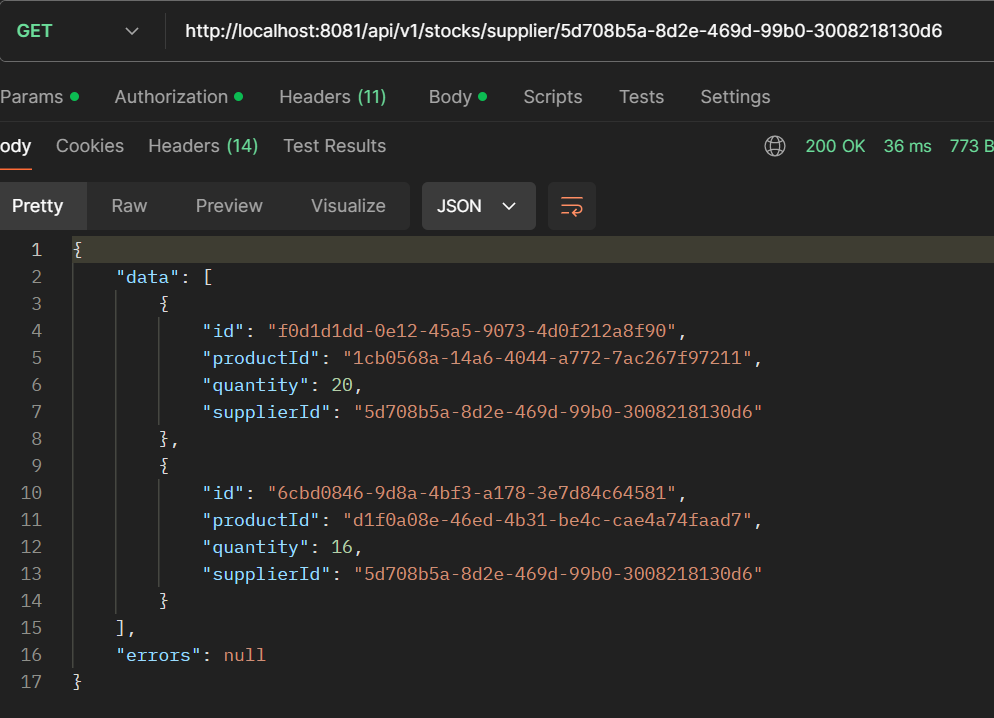 GET http://localhost:8081/api/v1/stocks/supplier/5d708b5a-8d2e-469d-99b0-3008218130d6
Params Authorization Headers (11) Body Scripts Tests Settings
ody Cookies Headers (14) Test Results 200 OK 36 ms 773 B
Pretty Raw Preview Visualize JSON
1 {
2 "data": [
3 {
4 "id": "f0d1d1dd-0e12-45a5-9073-4d0f212a8f90",
5 "productId": "1cb0568a-14a6-4044-a772-7ac267f97211",
6 "quantity": 20,
7 "supplierId": "5d708b5a-8d2e-469d-99b0-3008218130d6"
8 },
9 {
10 "id": "6cbd0846-9d8a-4bf3-a178-3e7d84c64581",
11 "productId": "d1f0a08e-46ed-4b31-be4c-cae4a74faad7",
12 "quantity": 16,
13 "supplierId": "5d708b5a-8d2e-469d-99b0-3008218130d6"
14 }
15 ],
16 "errors": null
17 }